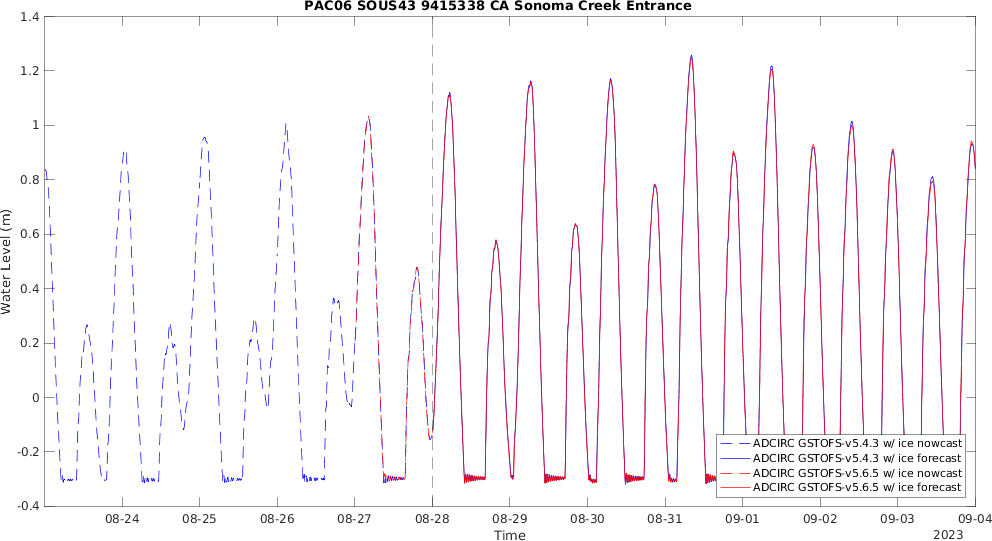 PAC06 SOUS43 9415338 CA Sonoma Creek Entrance
1.4
1.2
1
0.8
0.6
0.4
0.2
0
-0.2
-0.4
Water Level (m)
ADCIRC GSTOFS-v5.4.3 w/ ice nowcast
ADCIRC GSTOFS-v5.4.3 w/ ice forecast
ADCIRC GSTOFS-v5.6.5 w/ ice nowcast
ADCIRC GSTOFS-v5.6.5 w/ ice forecast
08-24 08-25 08-26 08-27 08-28 08-29 08-30 08-31 09-01 09-02 09-03 09-04
Time
2023